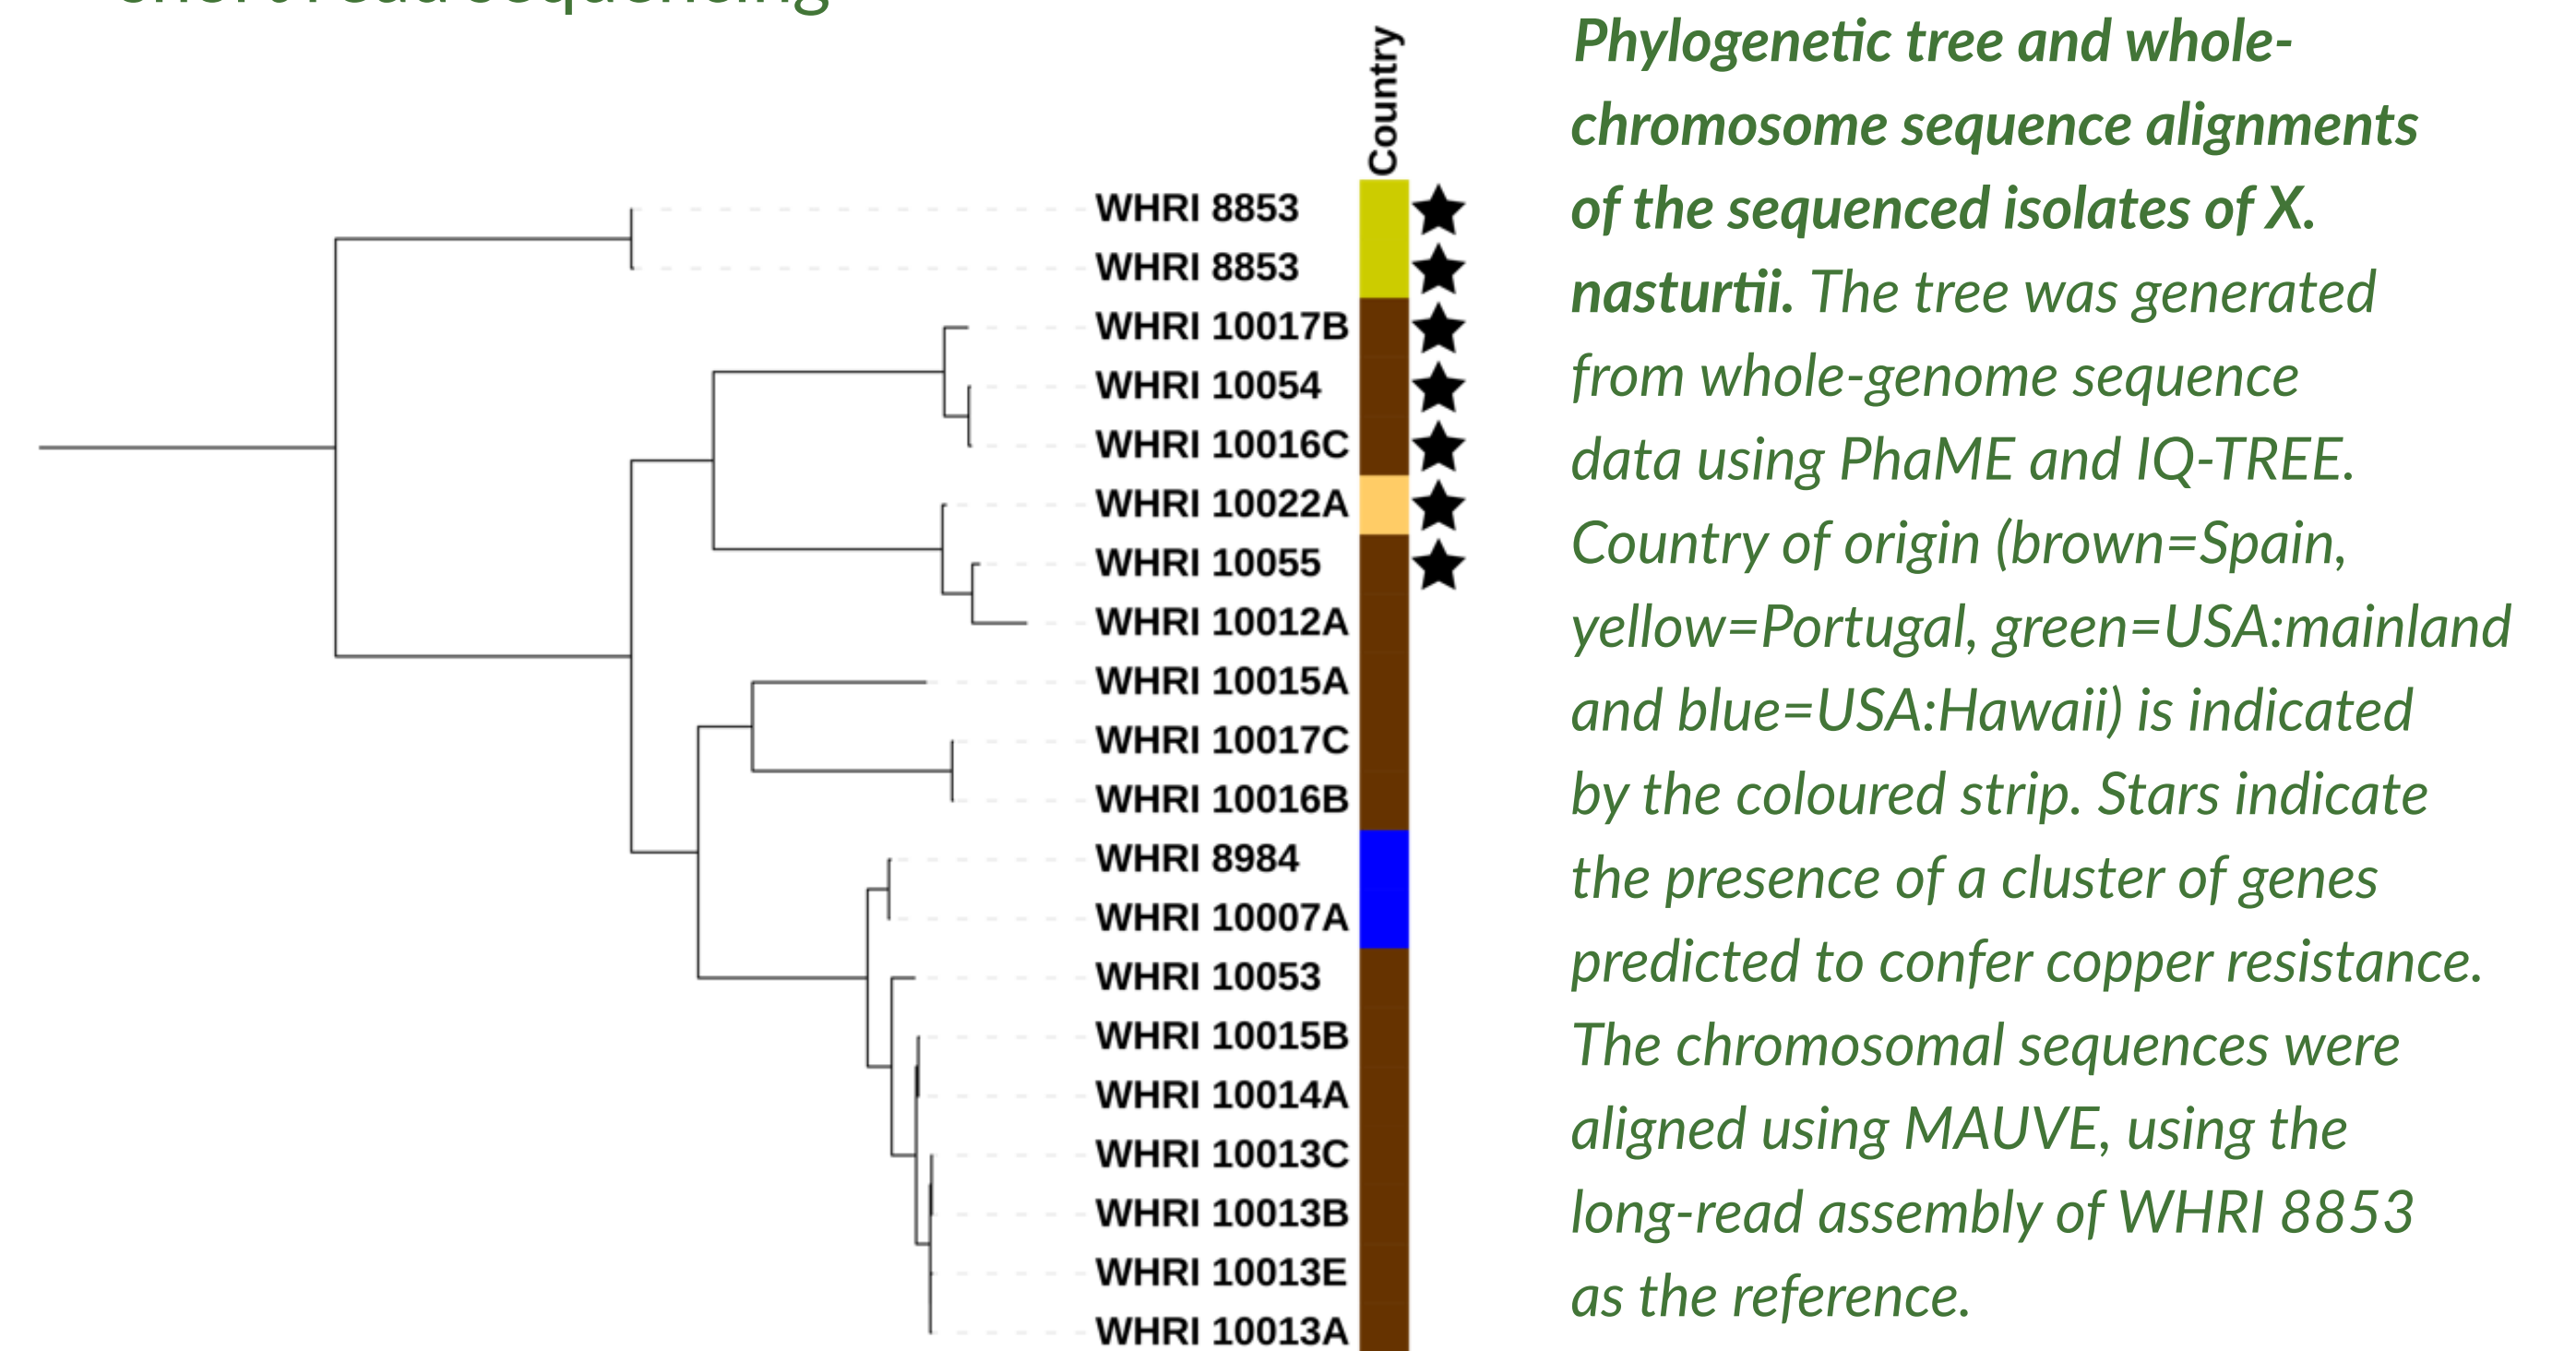 short read sequencing
Country
WHRI 8853
WHRI 8853
WHRI 10017B
WHRI 10054
WHRI 10016C
WHRI 10022A
WHRI 10055
WHRI 10012A
WHRI 10015A
WHRI 10017C
WHRI 10016B
WHRI 8984
WHRI 10007A
WHRI 10053
WHRI 10015B
WHRI 10014A
WHRI 10013C
WHRI 10013B
WHRI 10013E
WHRI 10013A
Phylogenetic tree and whole-
chromosome sequence alignments
of the sequenced isolates of X.
nasturtii. The tree was generated
from whole-genome sequence
data using PhaME and IQ-TREE.
Country of origin (brown=Spain,
yellow=Portugal, green=USA:mainland
and blue=USA:Hawaii) is indicated
by the coloured strip. Stars indicate
the presence of a cluster of genes
predicted to confer copper resistance.
The chromosomal sequences were
aligned using MAUVE, using the
long-read assembly of WHRI 8853
as the reference.